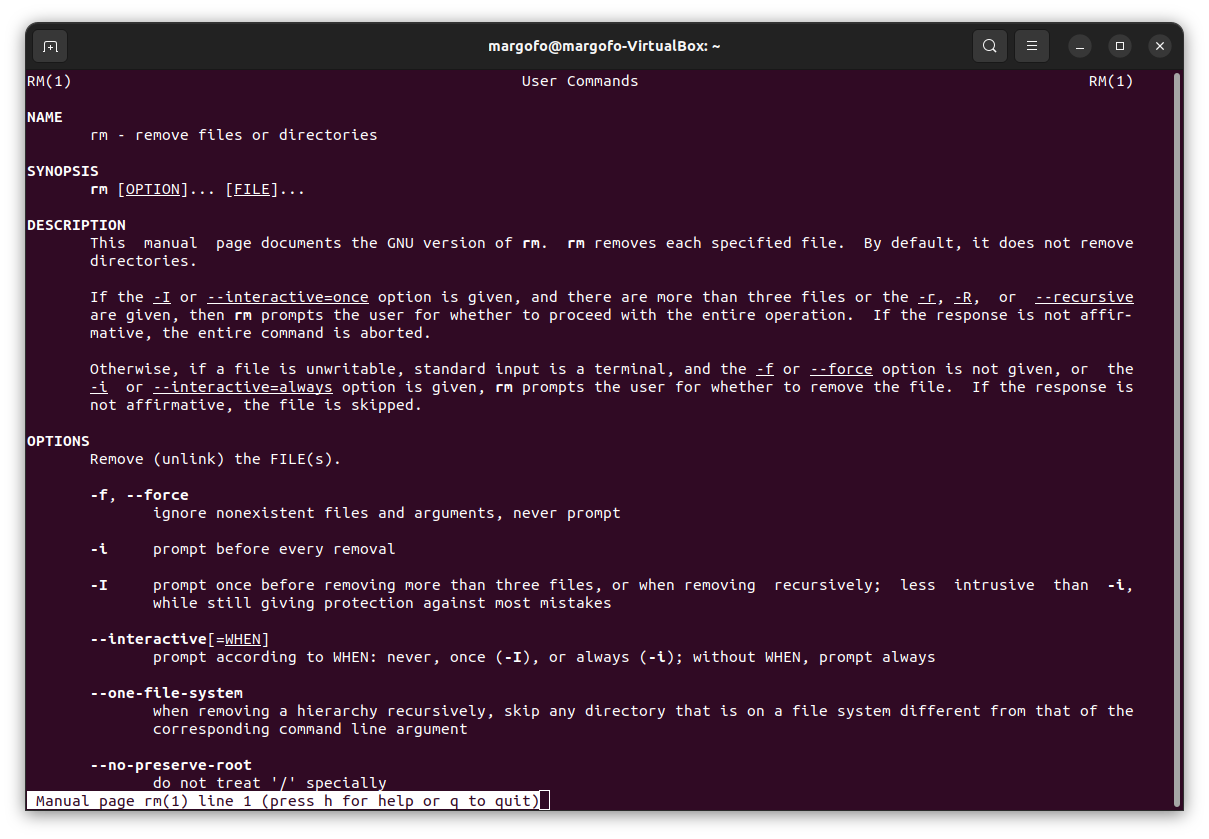 margofo@margofo-VirtualBox: ~
RM(1) User Commands RM(1)
NAME
rm - remove files or directories
SYNOPSIS
rm [OPTION]... [FILE]...
DESCRIPTION
This manual page documents the GNU version of rm. rm removes each specified file. By default, it does not remove
directories.
If the -I or --interactive=once option is given, and there are more than three files or the -r, -R, or --recursive
are given, then rm prompts the user for whether to proceed with the entire operation. If the response is not affir-
mative, the entire command is aborted.
Otherwise, if a file is unwritable, standard input is a terminal, and the -f or --force option is not given, or the
-i or --interactive=always option is given, rm prompts the user for whether to remove the file. If the response is
not affirmative, the file is skipped.
OPTIONS
Remove (unlink) the FILE(s).
-f, --force
ignore nonexistent files and arguments, never prompt
-i prompt before every removal
-I prompt once before removing more than three files, or when removing recursively; less intrusive than -i,
while still giving protection against most mistakes
--interactive[=WHEN]
prompt according to WHEN: never, once (-I), or always (-i); without WHEN, prompt always
--one-file-system
when removing a hierarchy recursively, skip any directory that is on a file system different from that of the
corresponding command line argument
--no-preserve-root
do not treat '/' specially
Manual page rm(1) line 1 (press h for help or q to quit)